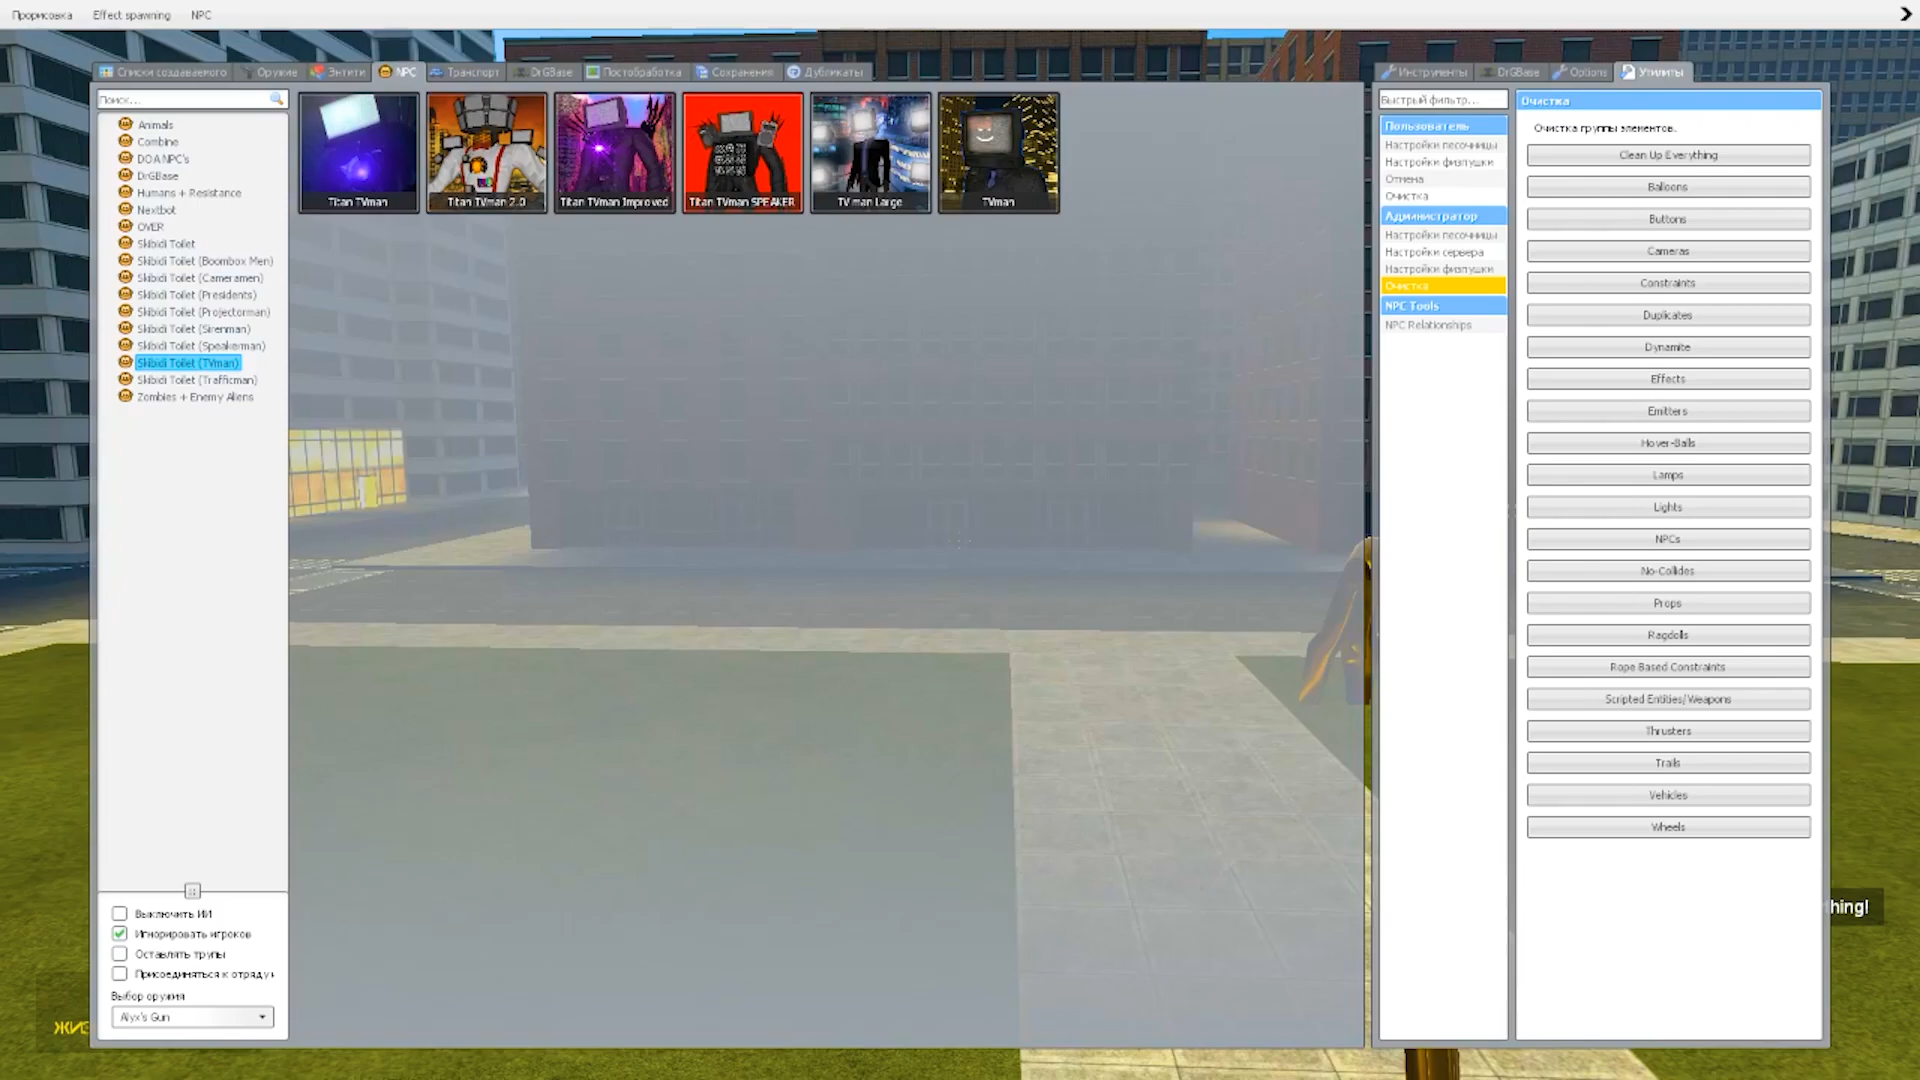 Прорисовка Effect spawning NPC
Списки создаваемого Оружие Энтити NPC Транспорт DrGBase Постобработка Сохранения Дубликаты
Поиск...
Animals
Combine
DOA NPC's
DrGBase
Humans + Resistance
Nextbot
OVER
Skibidi Toilet
Skibidi Toilet (Boombox Men)
Skibidi Toilet (Cameramen)
Skibidi Toilet (Presidents)
Skibidi Toilet (Projectorman)
Skibidi Toilet (Sirenman)
Skibidi Toilet (Speakerman)
Skibidi Toilet (TVman)
Skibidi Toilet (Trafficman)
Zombies + Enemy Aliens
Выключить ИИ
Игнорировать игроков
Оставлять трупы
Присоединяться к отряду
Выбор оружия
Alyx's Gun
Titan TVman
Titan TVman 2.0
Titan TVman Improved
Titan TVman SPEAKER
TV man Large
TVman
Инструменты DrGBase Options Утилиты
Быстрый фильтр...
Пользователь
Настройки песочницы
Настройки физпушки
Отмена
Очистка
Администратор
Настройки песочницы
Настройки сервера
Настройки физпушки
Очистка
NPC Tools
NPC Relationships
Очистка
Очистка группы элементов.
Clean Up Everything
Balloons
Buttons
Cameras
Constraints
Duplicates
Dynamite
Effects
Emitters
Hover-Balls
Lamps
Lights
NPCs
No-Collides
Props
Ragdolls
Rope Based Constraints
Scripted Entities/Weapons
Thrusters
Trails
Vehicles
Wheels
hing!